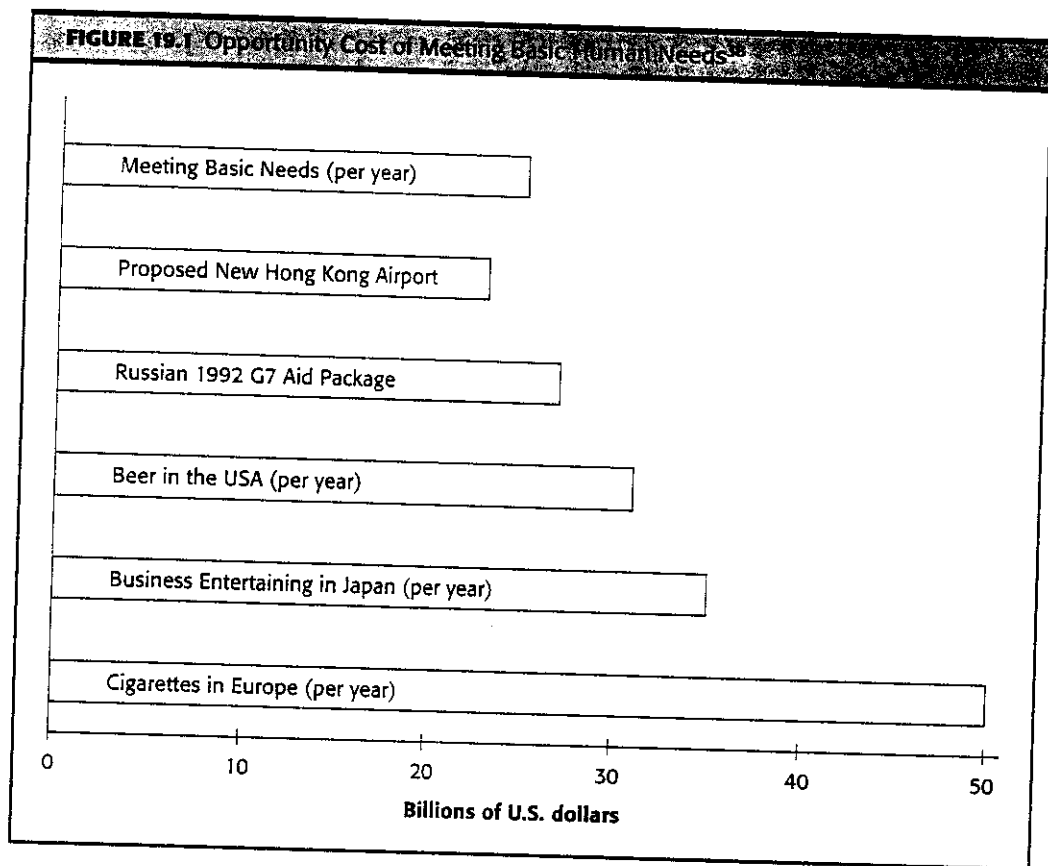 FIGURE 19.1 Opportunity Cost of Meeting Basic Human Needs
Meeting Basic Needs (per year)
Proposed New Hong Kong Airport
Russian 1992 G7 Aid Package
Beer in the USA (per year)
Business Entertaining in Japan (per year)
Cigarettes in Europe (per year)
0 10 20 30 40 50
Billions of U.S. dollars